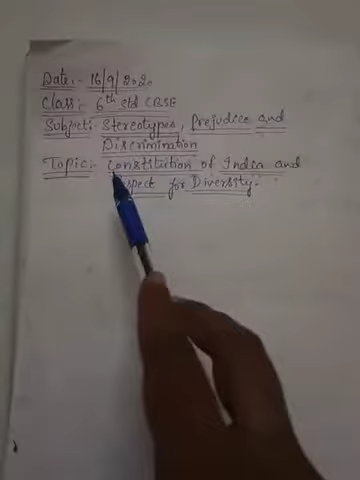 Date:- 16/9/2020
Class:- 6th std CBSE
Subject:- Stereotypes, Prejudice and
Discrimination
Topic:- Constitution of India and
spect for Diversity:-